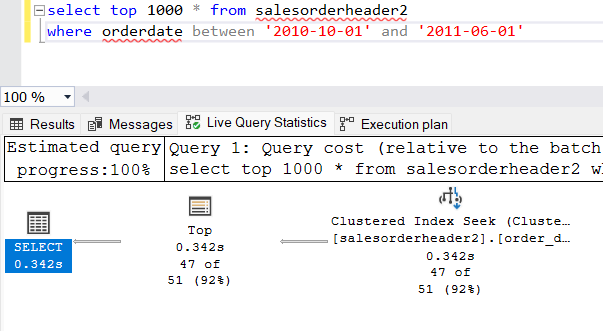 select top 1000 * from salesorderheader2
where orderdate between '2010-10-01' and '2011-06-01'
100 %
Results Messages Live Query Statistics Execution plan
Estimated query
progress:100%
Query 1: Query cost (relative to the batch
select top 1000 * from salesorderheader2 w
SELECT
0.342s
Top
0.342s
47 of
51 (92%)
Clustered Index Seek (Cluste…
[salesorderheader2].[order_d…
0.342s
47 of
51 (92%)